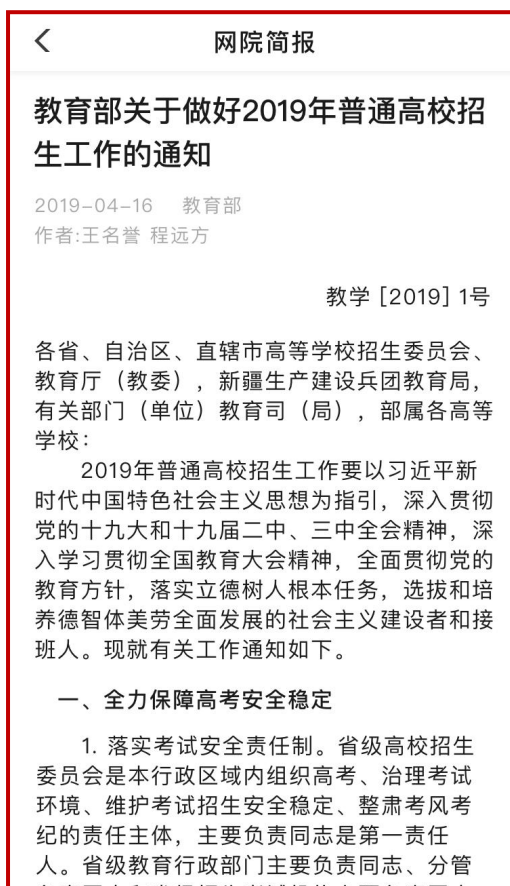 网院简报
教育部关于做好2019年普通高校招
生工作的通知
2019-04-16 教育部
作者:王名誉 程远方
教学 [2019] 1号
各省、自治区、直辖市高等学校招生委员会、
教育厅（教委），新疆生产建设兵团教育局，
有关部门（单位）教育司（局），部属各高等
学校：
2019年普通高校招生工作要以习近平新
时代中国特色社会主义思想为指引，深入贯彻
党的十九大和十九届二中、三中全会精神，深
入学习贯彻全国教育大会精神，全面贯彻党的
教育方针，落实立德树人根本任务，选拔和培
养德智体美劳全面发展的社会主义建设者和接
班人。现就有关工作通知如下。
一、全力保障高考安全稳定
1. 落实考试安全责任制。省级高校招生
委员会是本行政区域内组织高考、治理考试
环境、维护考试招生安全稳定、整肃考风考
纪的责任主体，主要负责同志是第一责任
人。省级教育行政部门主要负责同志、分管